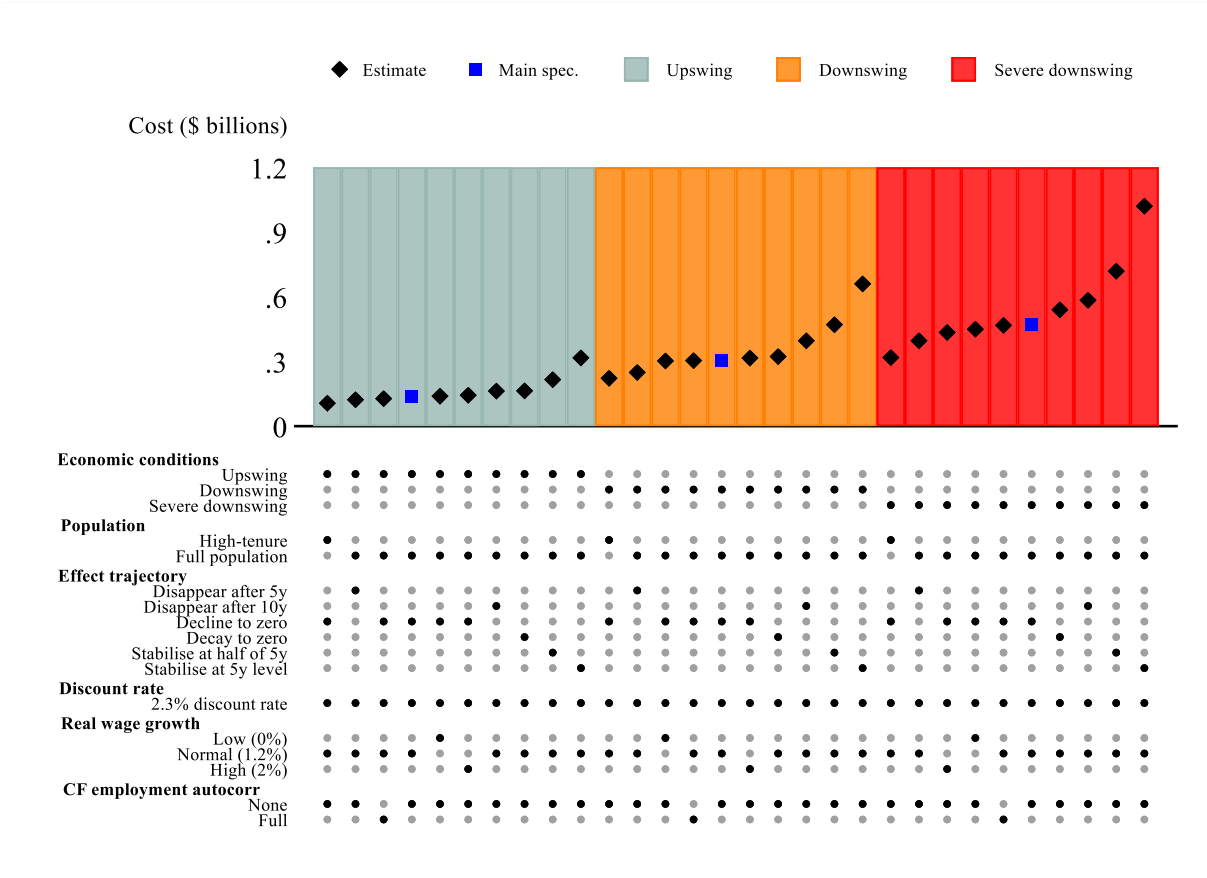 Estimate Main spec. Upswing Downswing Severe downswing
Cost ($ billions)
1.2
.9
.6
.3
0
Economic conditions
Upswing
Downswing
Severe downswing
Population
High-tenure
Full population
Effect trajectory
Disappear after 5y
Disappear after 10y
Decline to zero
Decay to zero
Stabilise at half of 5y
Stabilise at 5y level
Discount rate
2.3% discount rate
Real wage growth
Low (0%)
Normal (1.2%)
High (2%)
CF employment autocorr
None
Full